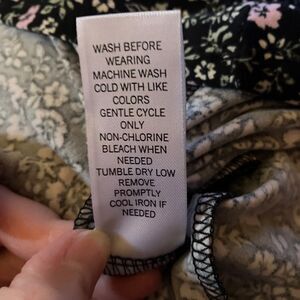 WASH BEFORE
WEARING
MACHINE WASH
COLD WITH LIKE
COLORS
GENTLE CYCLE
ONLY
NON-CHLORINE
BLEACH WHEN
NEEDED
TUMBLE DRY LOW
REMOVE
PROMPTLY
COOL IRON IF
NEEDED